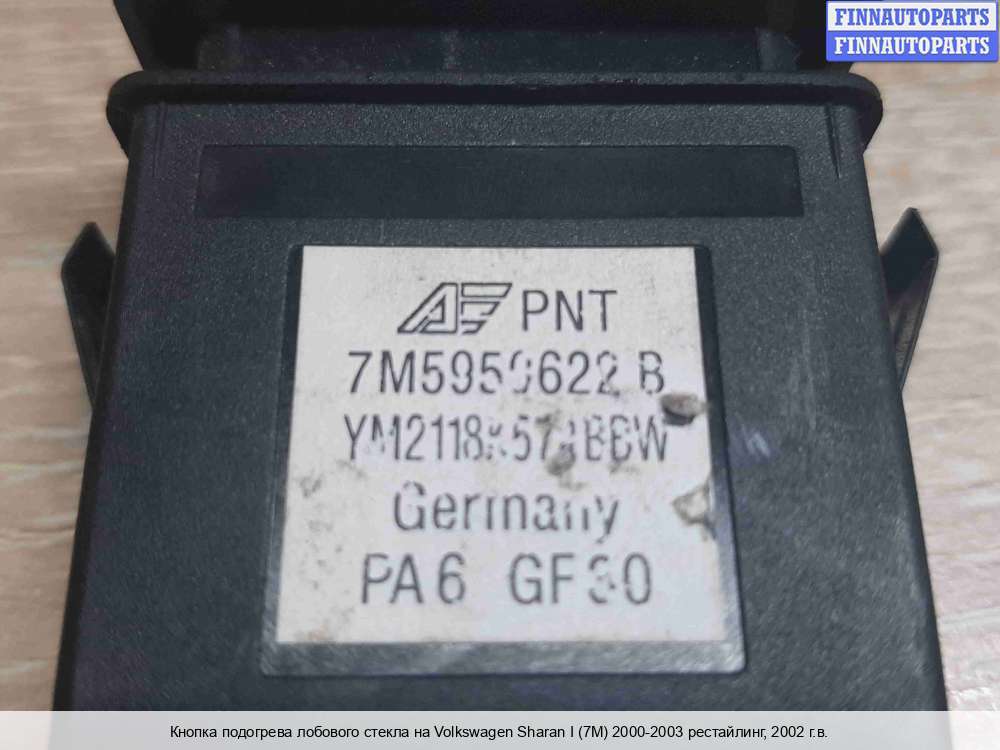 FINNAUTOPARTS
FINNAUTOPARTS
PNT
7M5959622 B
Germany
PA6 GF30
Кнопка подогрева лобового стекла на Volkswagen Sharan I (7M) 2000-2003 рестайлинг, 2002 г.в.